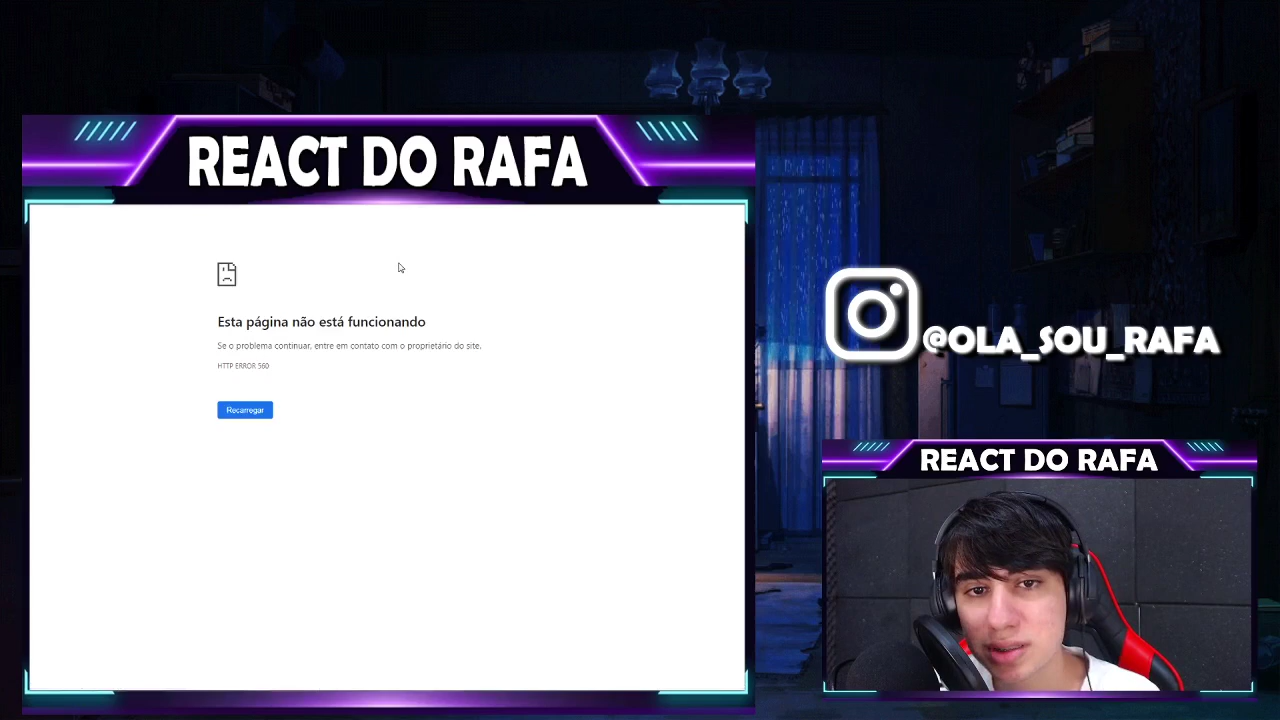 REACT DO RAFA
Esta página não está funcionando
Se o problema continuar, entre em contato com o proprietário do site.
HTTP ERROR 560
Recarregar
@OLA_SOU_RAFA
REACT DO RAFA